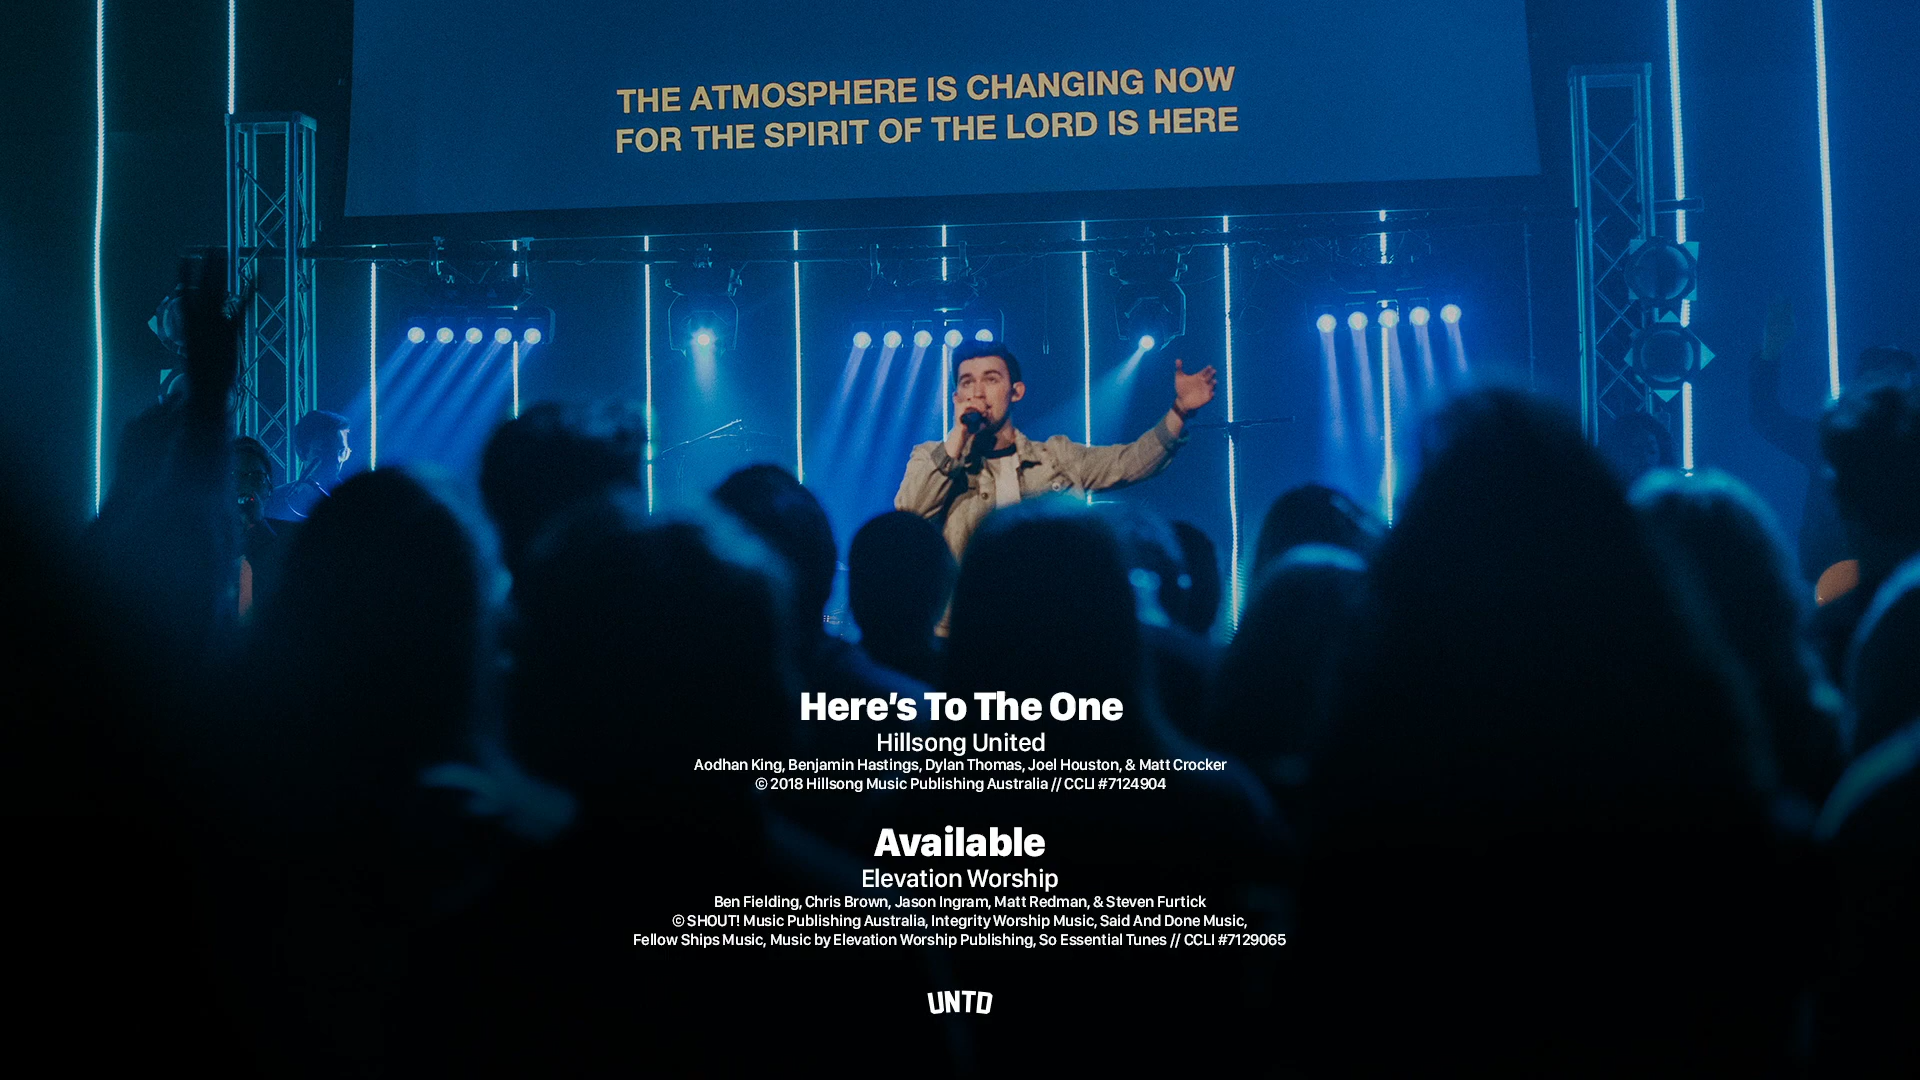 THE ATMOSPHERE IS CHANGING NOW
FOR THE SPIRIT OF THE LORD IS HERE
Here's To The One
Hillsong United
Aodhan King, Benjamin Hastings, Dylan Thomas, Joel Houston, & Matt Crocker
© 2018 Hillsong Music Publishing Australia // CCLI #7124904
Available
Elevation Worship
Ben Fielding, Chris Brown, Jason Ingram, Matt Redman, & Steven Furtick
© SHOUT! Music Publishing Australia, Integrity Worship Music, Said And Done Music,
Fellow Ships Music, Music by Elevation Worship Publishing, So Essential Tunes // CCLI #7129065
UNTD